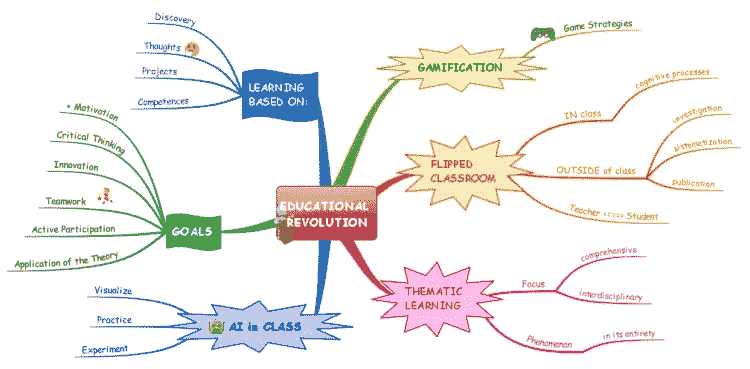 Discovery
Thoughts
Projects
Competences
LEARNING
BASED ON:
+ Motivation
Critical Thinking
Innovation
Teamwork
Active Participation
Application of the Theory
GOALS
Visualize
Practice
Experiment
AI in CLASS
EDUCATIONAL
REVOLUTION
GAMIFICATION
Game Strategies
FLIPPED
CLASSROOM
IN class
cognitive processes
OUTSIDE of class
investigation
sistemetization
publication
Teacher <==> Student
THEMATIC
LEARNING
Focus
comprehensive
interdisciplinary
Phenomenon
in its entirety